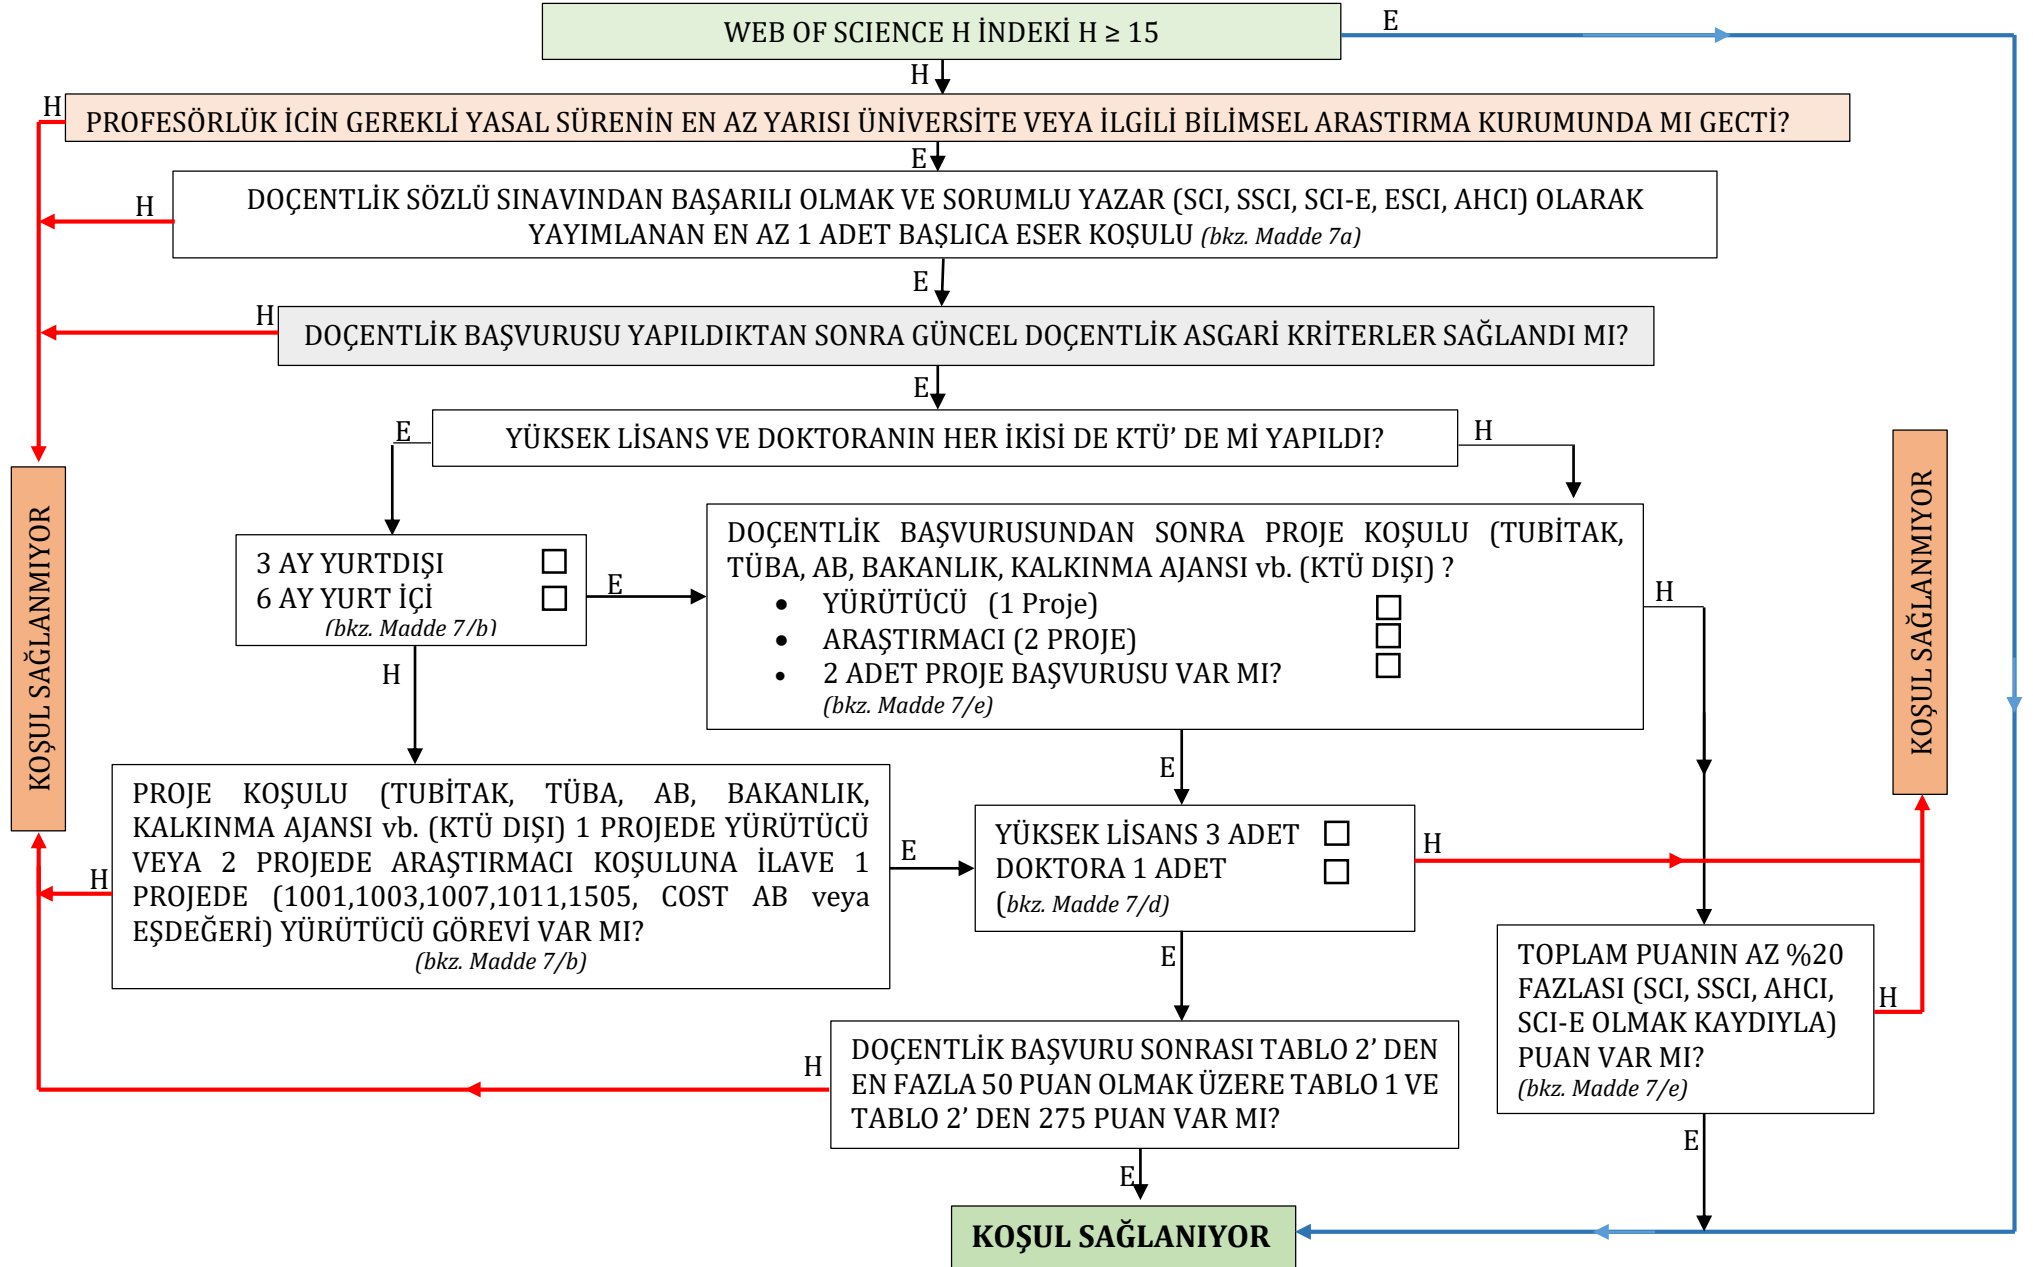 WEB OF SCIENCE H İNDEKİ H ≥ 15
E
H
H
PROFESÖRLÜK İCİN GEREKLİ YASAL SÜRENİN EN AZ YARISI ÜNİVERSİTE VEYA İLGİLİ BİLİMSEL ARASTIRMA KURUMUNDA MI GECTİ?
E
H
DOÇENTLİK SÖZLÜ SINAVINDAN BAŞARILI OLMAK VE SORUMLU YAZAR (SCI, SSCI, SCI-E, ESCI, AHCI) OLARAK
YAYIMLANAN EN AZ 1 ADET BAŞLICA ESER KOŞULU (bkz. Madde 7a)
E
H
DOÇENTLİK BAŞVURUSU YAPILDIKTAN SONRA GÜNCEL DOÇENTLİK ASGARİ KRİTERLER SAĞLANDI MI?
E
E
YÜKSEK LİSANS VE DOKTORANIN HER İKİSİ DE KTÜ' DE Mİ YAPILDI?
H
KOŞUL SAĞLANMIYOR
KOŞUL SAĞLANMIYOR
3 AY YURTDIŞI
6 AY YURT İÇİ
(bkz. Madde 7/b)
E
H
DOÇENTLİK BAŞVURUSUNDAN SONRA PROJE KOŞULU (TUBİTAK,
TÜBA, AB, BAKANLIK, KALKINMA AJANSI vb. (KTÜ DIŞI) ?
• YÜRÜTÜCÜ (1 Proje)
• ARAŞTIRMACI (2 PROJE)
• 2 ADET PROJE BAŞVURUSU VAR MI?
(bkz. Madde 7/e)
H
E
PROJE KOŞULU (TUBİTAK, TÜBA, AB, BAKANLIK,
KALKINMA AJANSI vb. (KTÜ DIŞI) 1 PROJEDE YÜRÜTÜCÜ
VEYA 2 PROJEDE ARAŞTIRMACI KOŞULUNA İLAVE 1
PROJEDE (1001,1003,1007,1011,1505, COST AB veya
EŞDEĞERİ) YÜRÜTÜCÜ GÖREVİ VAR MI?
(bkz. Madde 7/b)
H
E
YÜKSEK LİSANS 3 ADET
DOKTORA 1 ADET
(bkz. Madde 7/d)
H
E
TOPLAM PUANIN AZ %20
FAZLASI (SCI, SSCI, AHCI,
SCI-E OLMAK KAYDIYLA)
PUAN VAR MI?
(bkz. Madde 7/e)
H
E
H
DOÇENTLİK BAŞVURU SONRASI TABLO 2' DEN
EN FAZLA 50 PUAN OLMAK ÜZERE TABLO 1 VE
TABLO 2' DEN 275 PUAN VAR MI?
E
KOŞUL SAĞLANIYOR